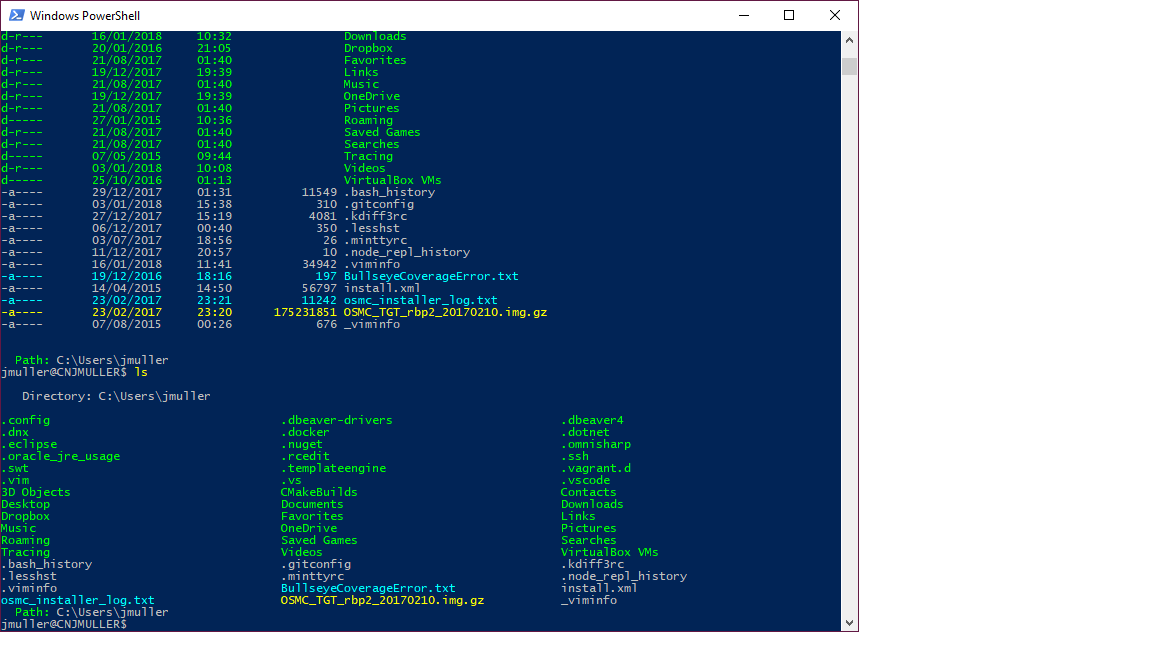 Windows PowerShell
d-r--- 16/01/2018 10:32 Downloads
d-r--- 20/01/2016 21:05 Dropbox
d-r--- 21/08/2017 01:40 Favorites
d-r--- 19/12/2017 19:39 Links
d-r--- 21/08/2017 01:40 Music
d-r--- 19/12/2017 19:39 OneDrive
d-r--- 21/08/2017 01:40 Pictures
d----- 27/01/2015 10:36 Roaming
d-r--- 21/08/2017 01:40 Saved Games
d-r--- 21/08/2017 01:40 Searches
d----- 07/05/2015 09:44 Tracing
d-r--- 03/01/2018 10:08 Videos
d----- 25/10/2016 01:13 VirtualBox VMs
-a---- 29/12/2017 01:31 11549 .bash_history
-a---- 03/01/2018 15:38 310 .gitconfig
-a---- 27/12/2017 15:19 4081 .kdiff3rc
-a---- 06/12/2017 00:40 350 .lesshst
-a---- 03/07/2017 18:56 26 .minttyrc
-a---- 11/12/2017 20:57 10 .node_repl_history
-a---- 16/01/2018 11:41 34942 .viminfo
-a---- 19/12/2016 18:16 197 BullseyeCoverageError.txt
-a---- 14/04/2015 14:50 56797 install.xml
-a---- 23/02/2017 23:21 11242 osmc_installer_log.txt
-a---- 23/02/2017 23:20 175231851 OSMC_TGT_rbp2_20170210.img.gz
-a---- 07/08/2015 00:26 676 _viminfo
Path: C:\Users\jmuller
jmuller@CNJMULLER$ ls
Directory: C:\Users\jmuller
.config .dbeaver-drivers .dbeaver4
.dnx .docker .dotnet
.eclipse .nuget .omnisharp
.oracle_jre_usage .rcedit .ssh
.swt .templateengine .vagrant.d
.vim .vs .vscode
3D Objects CMakeBuilds Contacts
Desktop Documents Downloads
Dropbox Favorites Links
Music OneDrive Pictures
Roaming Saved Games Searches
Tracing Videos VirtualBox VMs
.bash_history .gitconfig .kdiff3rc
.lesshst .minttyrc .node_repl_history
.viminfo BullseyeCoverageError.txt install.xml
osmc_installer_log.txt OSMC_TGT_rbp2_20170210.img.gz _viminfo
Path: C:\Users\jmuller
jmuller@CNJMULLER$